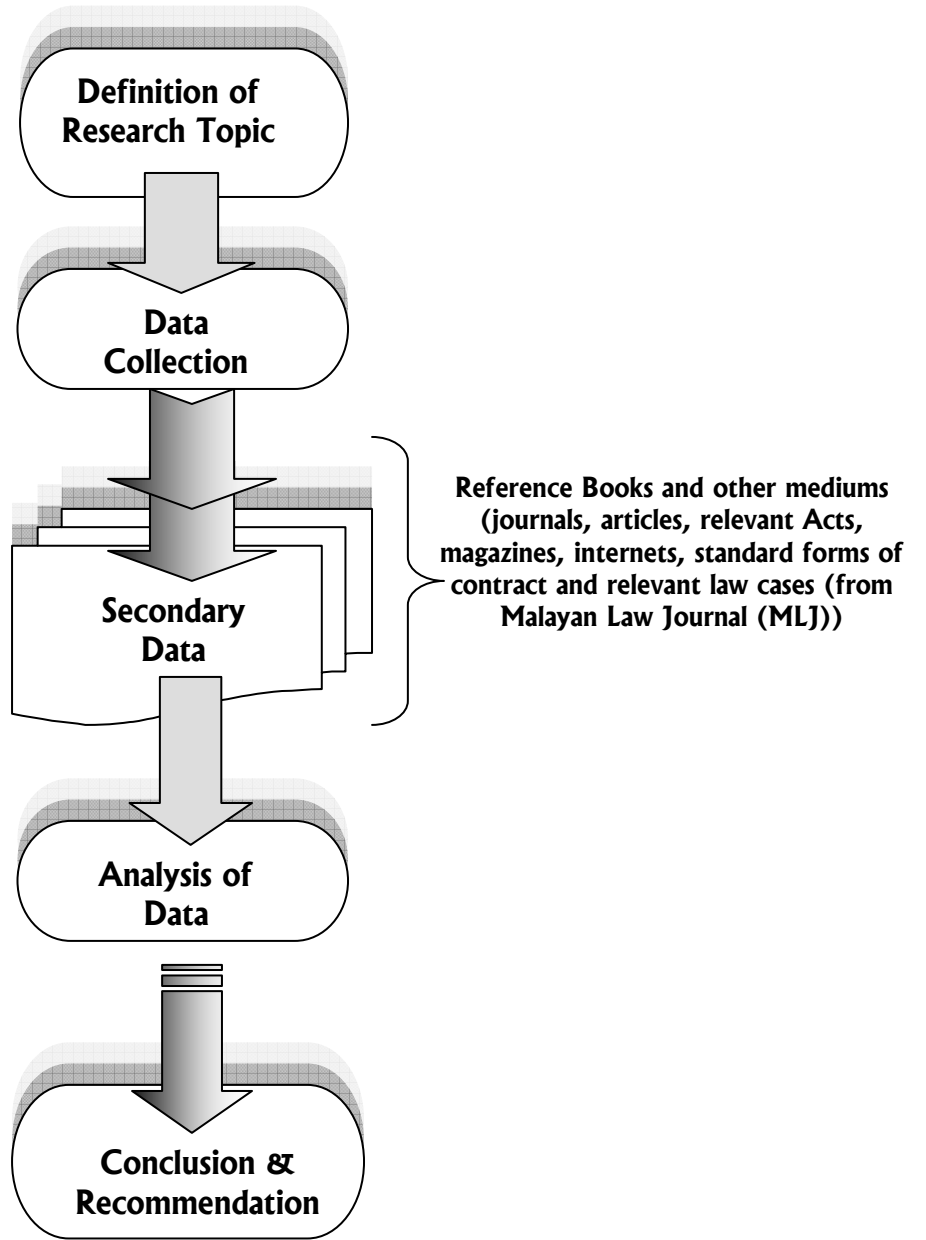 Definition of
Research Topic
Data
Collection
Secondary
Data
Reference Books and other mediums
(journals, articles, relevant Acts,
magazines, internets, standard forms of
contract and relevant law cases (from
Malayan Law Journal (MLJ))
Analysis of
Data
Conclusion &
Recommendation